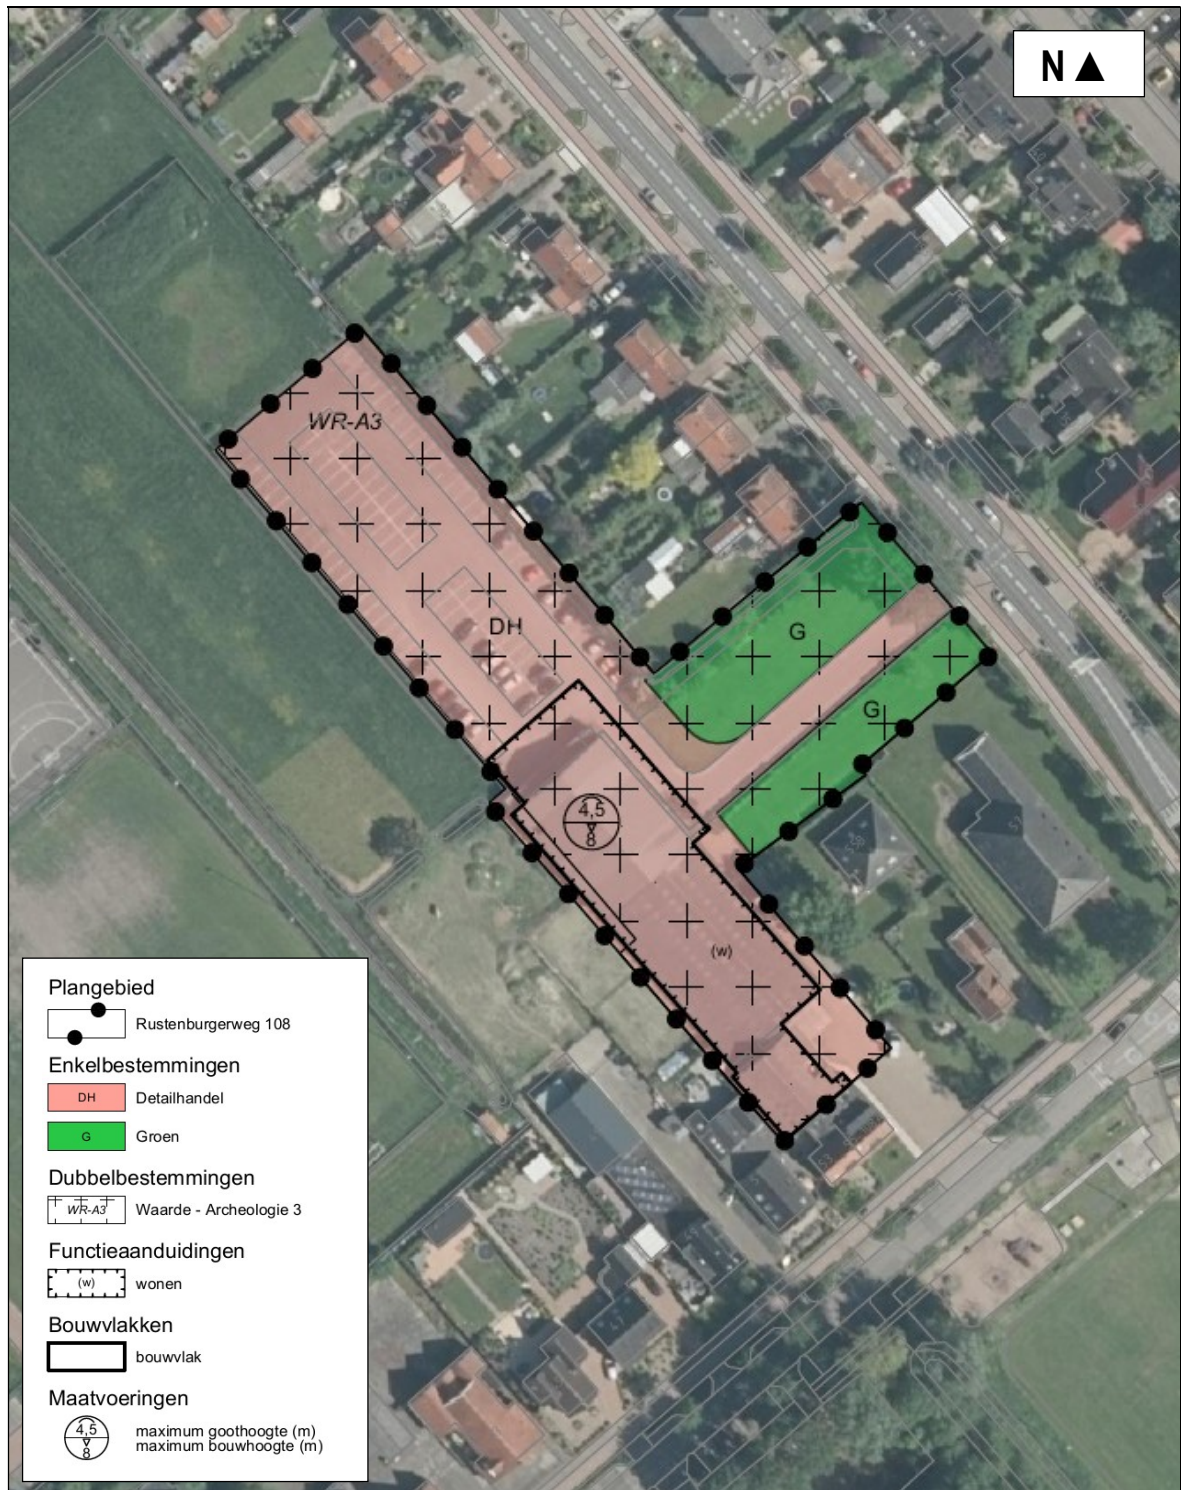 N
WR-A3
DH
G
G
4,5
8
(w)
Plangebied
Rustenburgerweg 108
Enkelbestemmingen
DH Detailhandel
G Groen
Dubbelbestemmingen
WR-A3 Waarde - Archeologie 3
Functieaanduidingen
(w) wonen
Bouwvlakken
bouwvlak
Maatvoeringen
4,5 maximum goothoogte (m)
8 maximum bouwhoogte (m)